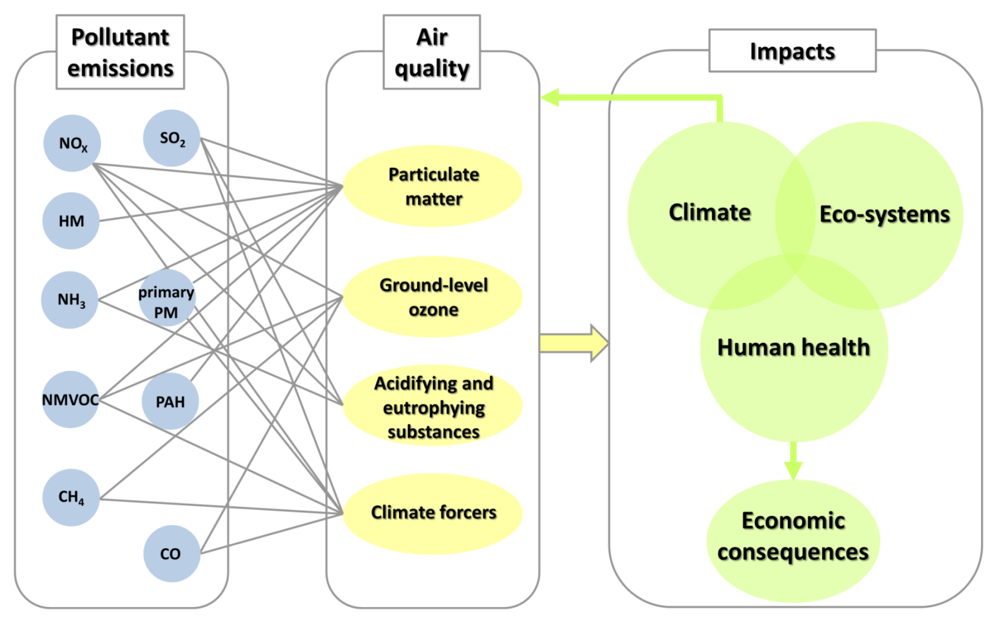 Pollutant
emissions
NOX
SO2
HM
NH3
primary
PM
NMVOC
PAH
CH4
CO
Air
quality
Particulate
matter
Ground-level
ozone
Acidifying and
eutrophying
substances
Climate forcers
Impacts
Climate
Eco-systems
Human health
Economic
consequences